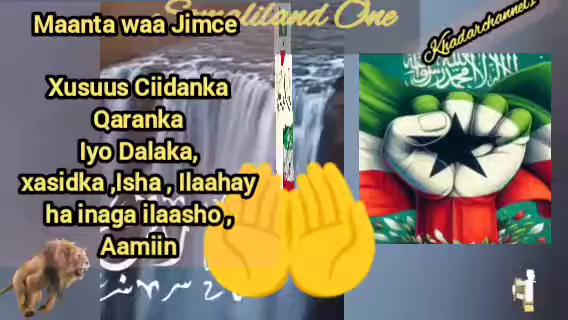 Somaliland One
Khadarchannels
Maanta waa Jimce
Xusuus Ciidanka
Qaranka
Iyo Dalaka,
xasidka ,Isha , Ilaahay
ha inaga ilaasho ,
Aamiin